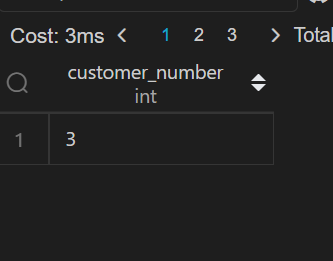 Cost: 3ms < 1 2 3 > Total
customer_number
int
1 3